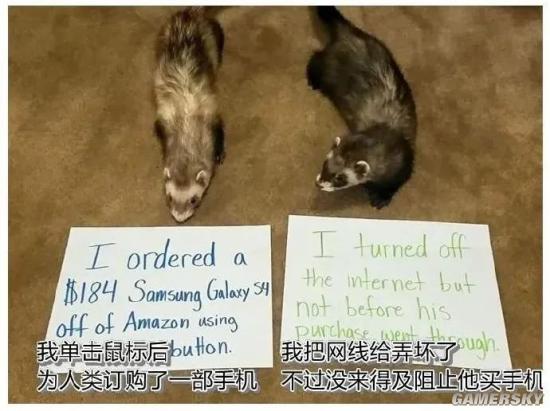 I ordered a
$184 Samsung Galaxy S4
off of Amazon using
button.
I turned off
the internet but
not before his
purchase went through.
我单击鼠标后
为人类订购了一部手机
我把网线给弄坏了
不过没来得及阻止他买手机
GAMERSKY